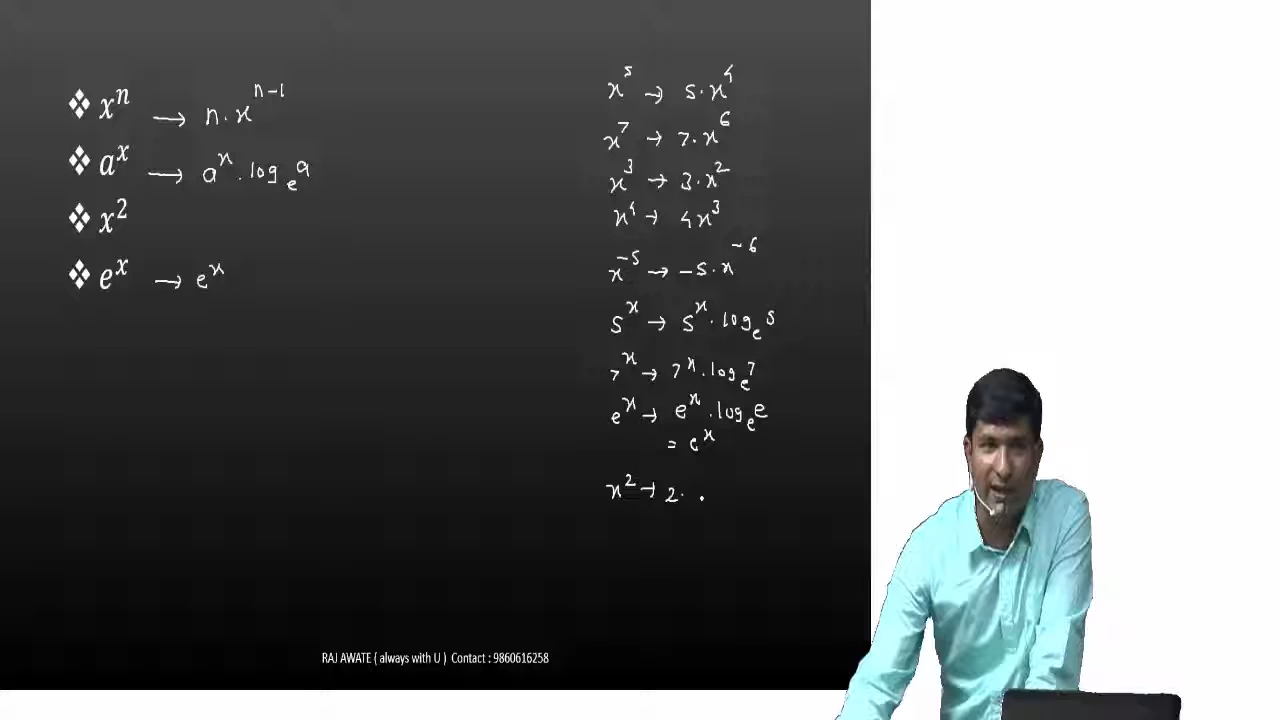 ❖ xⁿ → n·xⁿ⁻¹
❖ aˣ → aˣ·logₑa
❖ x²
❖ eˣ → eˣ
x⁵ → 5·x⁴
x⁷ → 7·x⁶
x³ → 3·x²
x⁴ → 4x³
x⁻⁵ → -5·x⁻⁶
5ˣ → 5ˣ·logₑ5
7ˣ → 7ˣ·logₑ7
eˣ → eˣ·logₑe
= eˣ
x² → 2·
RAJ AWATE ( always with U ) Contact : 9860616258